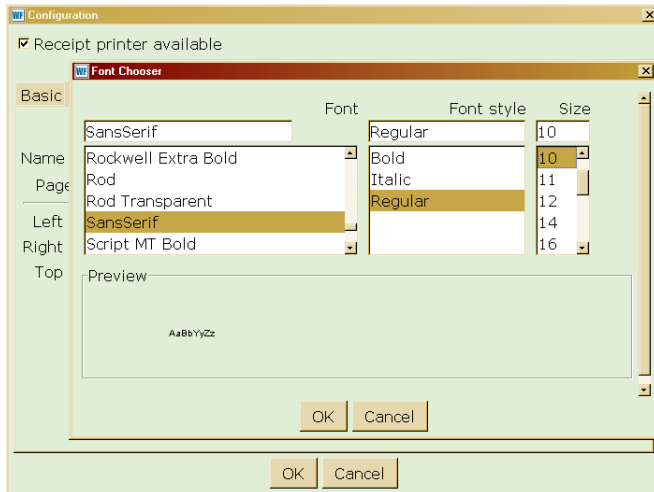 WF Configuration
Receipt printer available
WF Font Chooser
Basic
Font Font style Size
SansSerif Regular 10
Name Rockwell Extra Bold Bold 10
Page Rod Italic 11
Rod Transparent Regular 12
Left SansSerif 14
Right Script MT Bold 16
Top Preview
AaBbYyZz
OK Cancel
OK Cancel